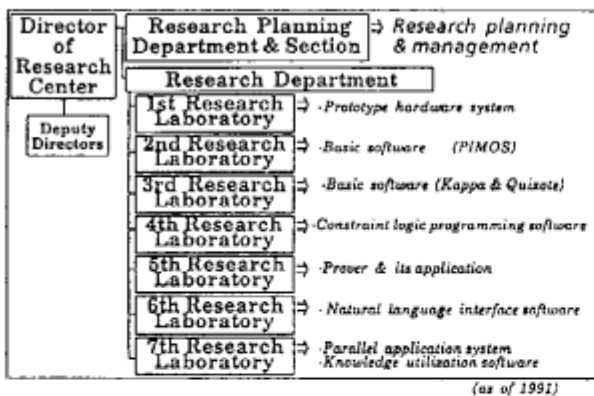 Director
of
Research
Center
Deputy
Directors
Research Planning
Department & Section
⇒ Research planning
& management
Research Department
1st Research
Laboratory
⇒ ·Prototype hardware system
2nd Research
Laboratory
⇒ ·Basic software (PIMOS)
3rd Research
Laboratory
⇒ ·Basic software (Kappa & Quixote)
4th Research
Laboratory
⇒ ·Constraint logic programming software
5th Research
Laboratory
⇒ ·Prover & its application
6th Research
Laboratory
⇒ ·Natural language interface software
7th Research
Laboratory
⇒ ·Parallel application system
·Knowledge utilization software
(as of 1991)